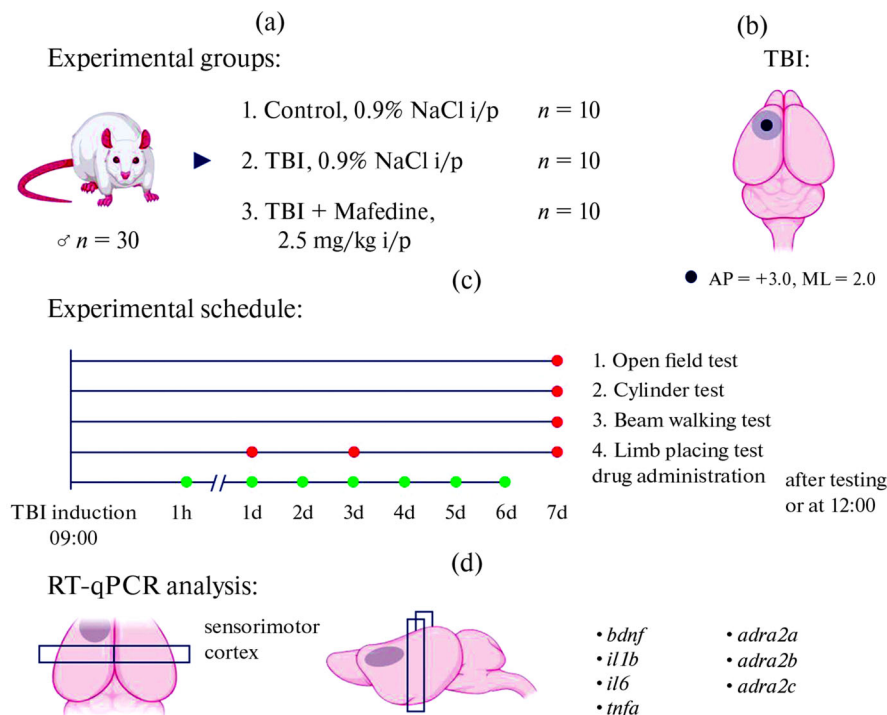 (a)
Experimental groups:
1. Control, 0.9% NaCl i/p n = 10
2. TBI, 0.9% NaCl i/p n = 10
3. TBI + Mafedine, n = 10
2.5 mg/kg i/p
♂ n = 30
(b)
TBI:
AP = +3.0, ML = 2.0
(c)
Experimental schedule:
1. Open field test
2. Cylinder test
3. Beam walking test
4. Limb placing test
drug administration
after testing
or at 12:00
TBI induction
09:00
1h 1d 2d 3d 4d 5d 6d 7d
(d)
RT-qPCR analysis:
sensorimotor
cortex
• bdnf
• il1b
• il6
• tnfa
• adra2a
• adra2b
• adra2c